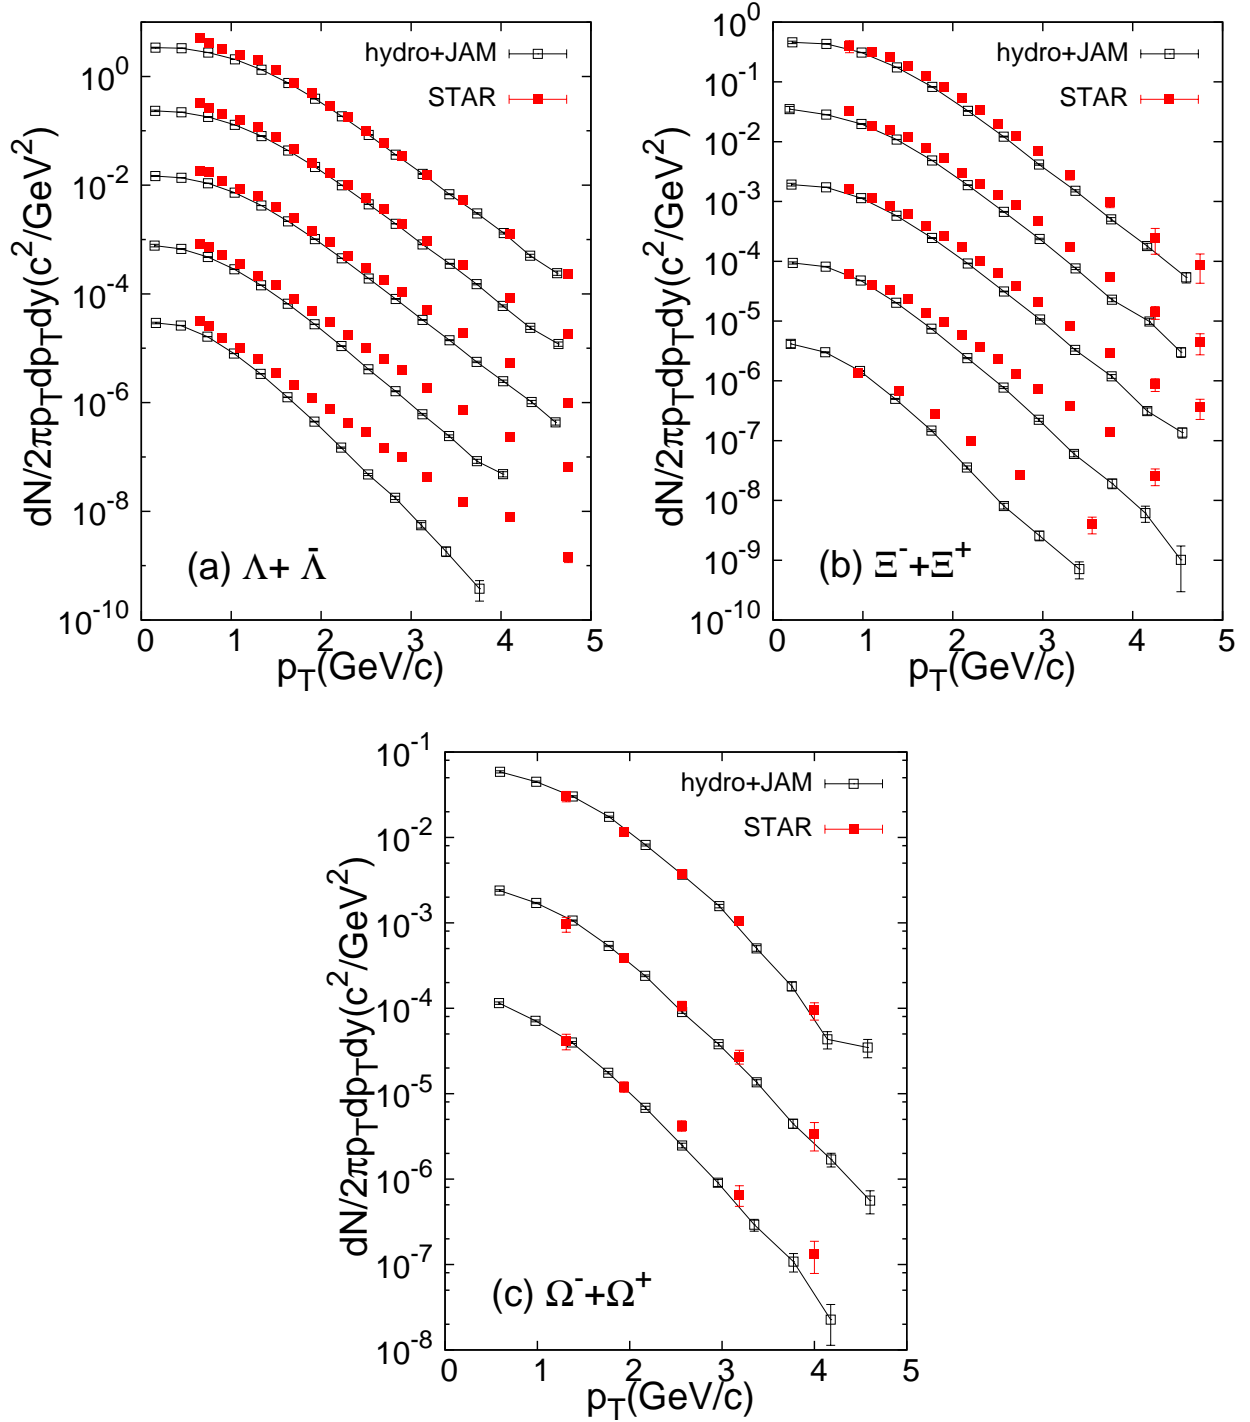 hydro+JAM
STAR
10^0
10^-2
10^-4
10^-6
10^-8
10^-10
dN/2πp_T dp_T dy(c^2/GeV^2)
(a) Λ+ Λ̄
0 1 2 3 4 5
p_T(GeV/c)
hydro+JAM
STAR
10^0
10^-1
10^-2
10^-3
10^-4
10^-5
10^-6
10^-7
10^-8
10^-9
10^-10
dN/2πp_T dp_T dy(c^2/GeV^2)
(b) Ξ^-+Ξ^+
0 1 2 3 4 5
p_T(GeV/c)
hydro+JAM
STAR
10^-1
10^-2
10^-3
10^-4
10^-5
10^-6
10^-7
10^-8
dN/2πp_T dp_T dy(c^2/GeV^2)
(c) Ω^-+Ω^+
0 1 2 3 4 5
p_T(GeV/c)